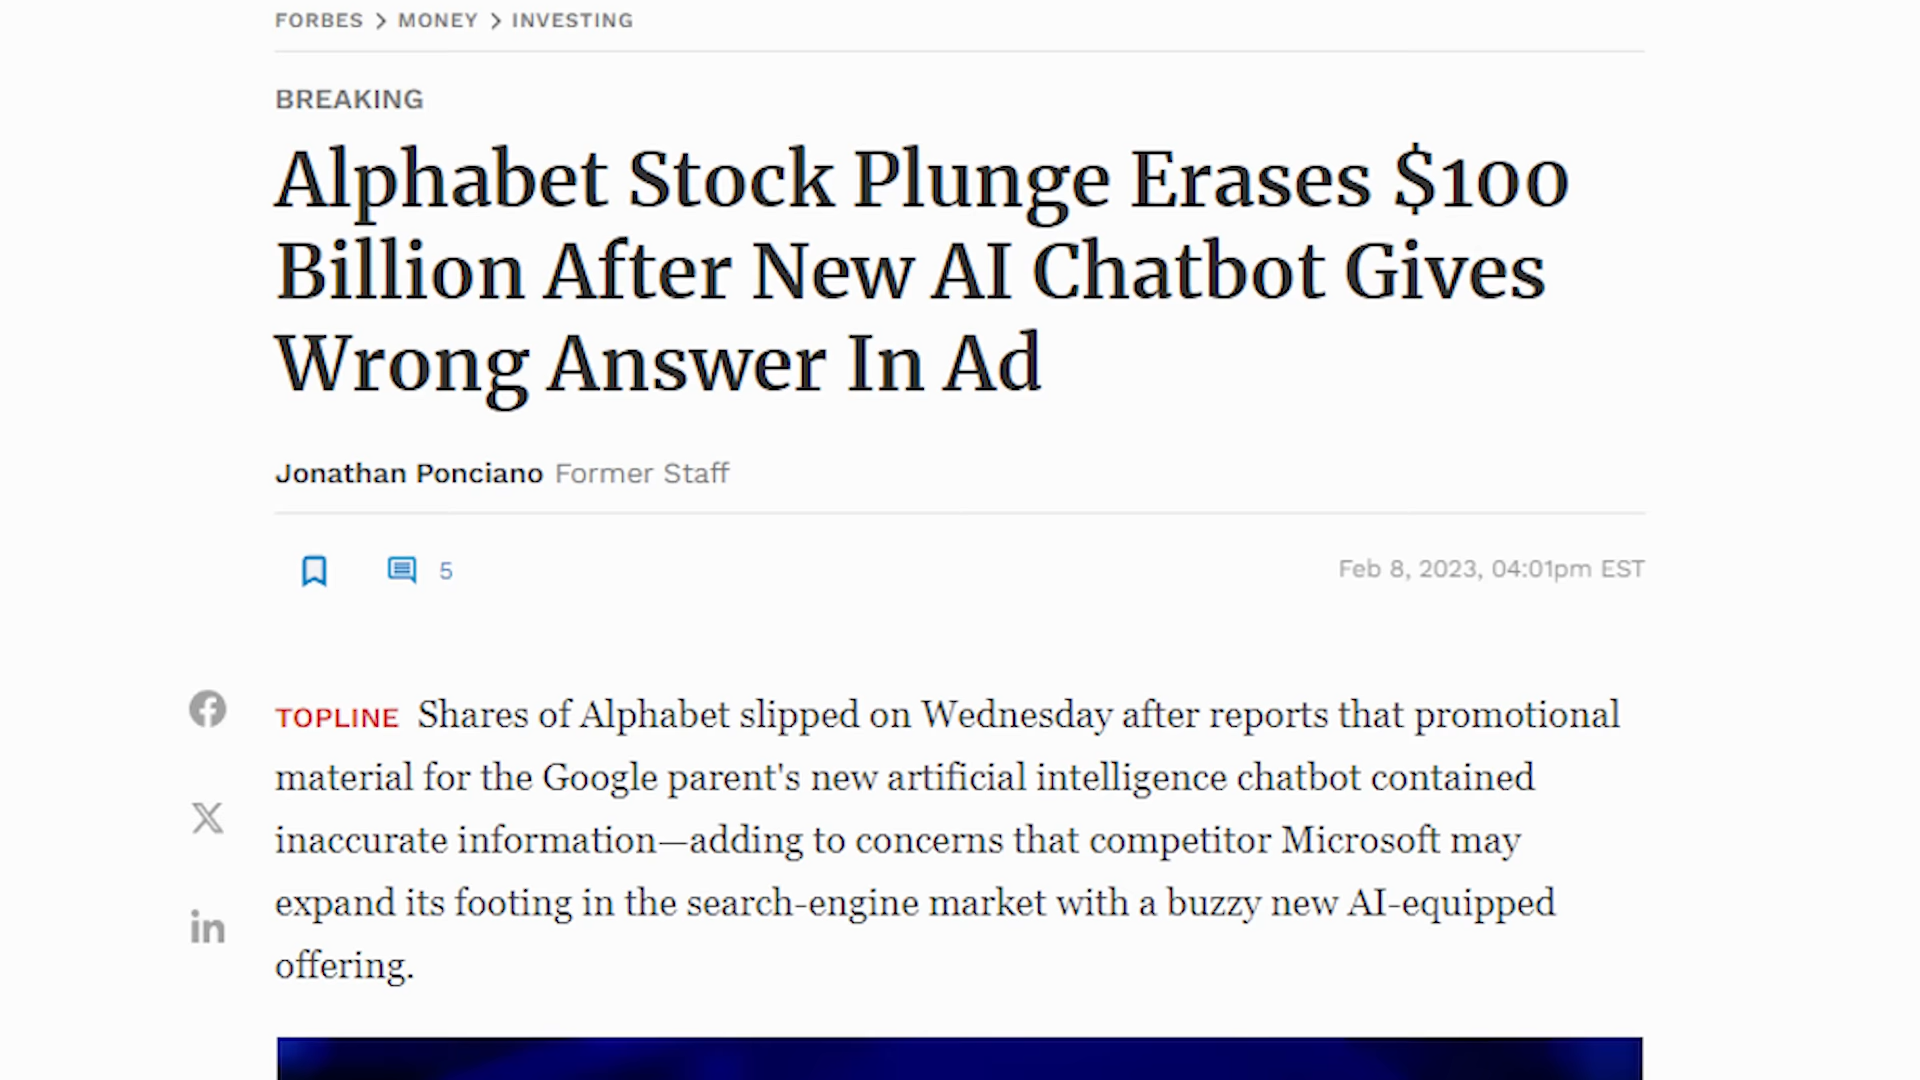 FORBES > MONEY > INVESTING
BREAKING
Alphabet Stock Plunge Erases $100
Billion After New AI Chatbot Gives
Wrong Answer In Ad
Jonathan Ponciano Former Staff
5
Feb 8, 2023, 04:01pm EST
TOPLINE Shares of Alphabet slipped on Wednesday after reports that promotional
material for the Google parent's new artificial intelligence chatbot contained
inaccurate information—adding to concerns that competitor Microsoft may
expand its footing in the search-engine market with a buzzy new AI-equipped
offering.